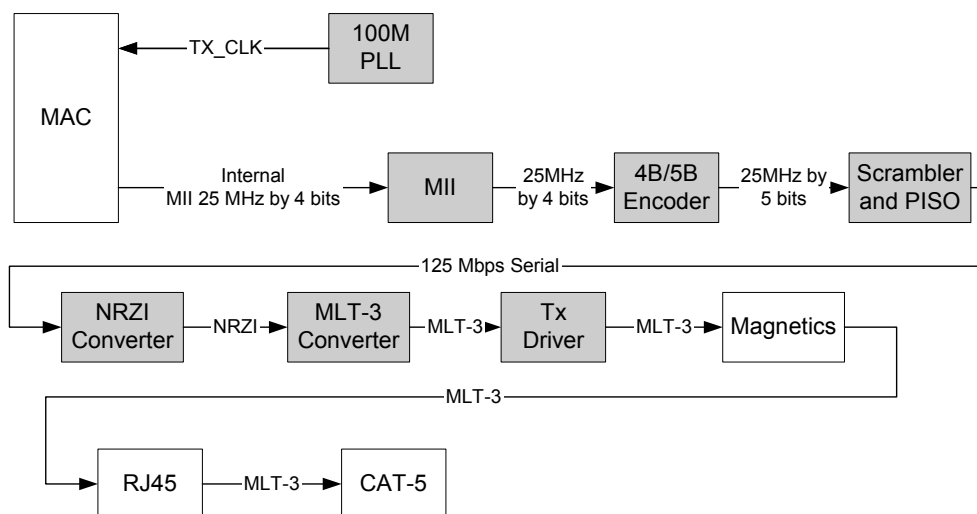 100M
PLL
TX_CLK
MAC
Internal
MII 25 MHz by 4 bits
MII
25MHz
by 4 bits
4B/5B
Encoder
25MHz by
5 bits
Scrambler
and PISO
125 Mbps Serial
NRZI
Converter
NRZI
MLT-3
Converter
MLT-3
Tx
Driver
MLT-3
Magnetics
MLT-3
RJ45
MLT-3
CAT-5